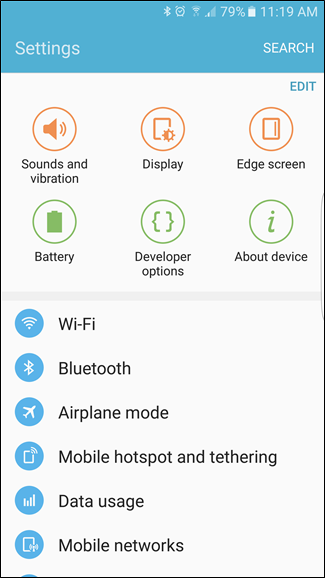 79% 11:19 AM
Settings SEARCH
EDIT
Sounds and vibration
Display
Edge screen
Battery
Developer options
About device
Wi-Fi
Bluetooth
Airplane mode
Mobile hotspot and tethering
Data usage
Mobile networks